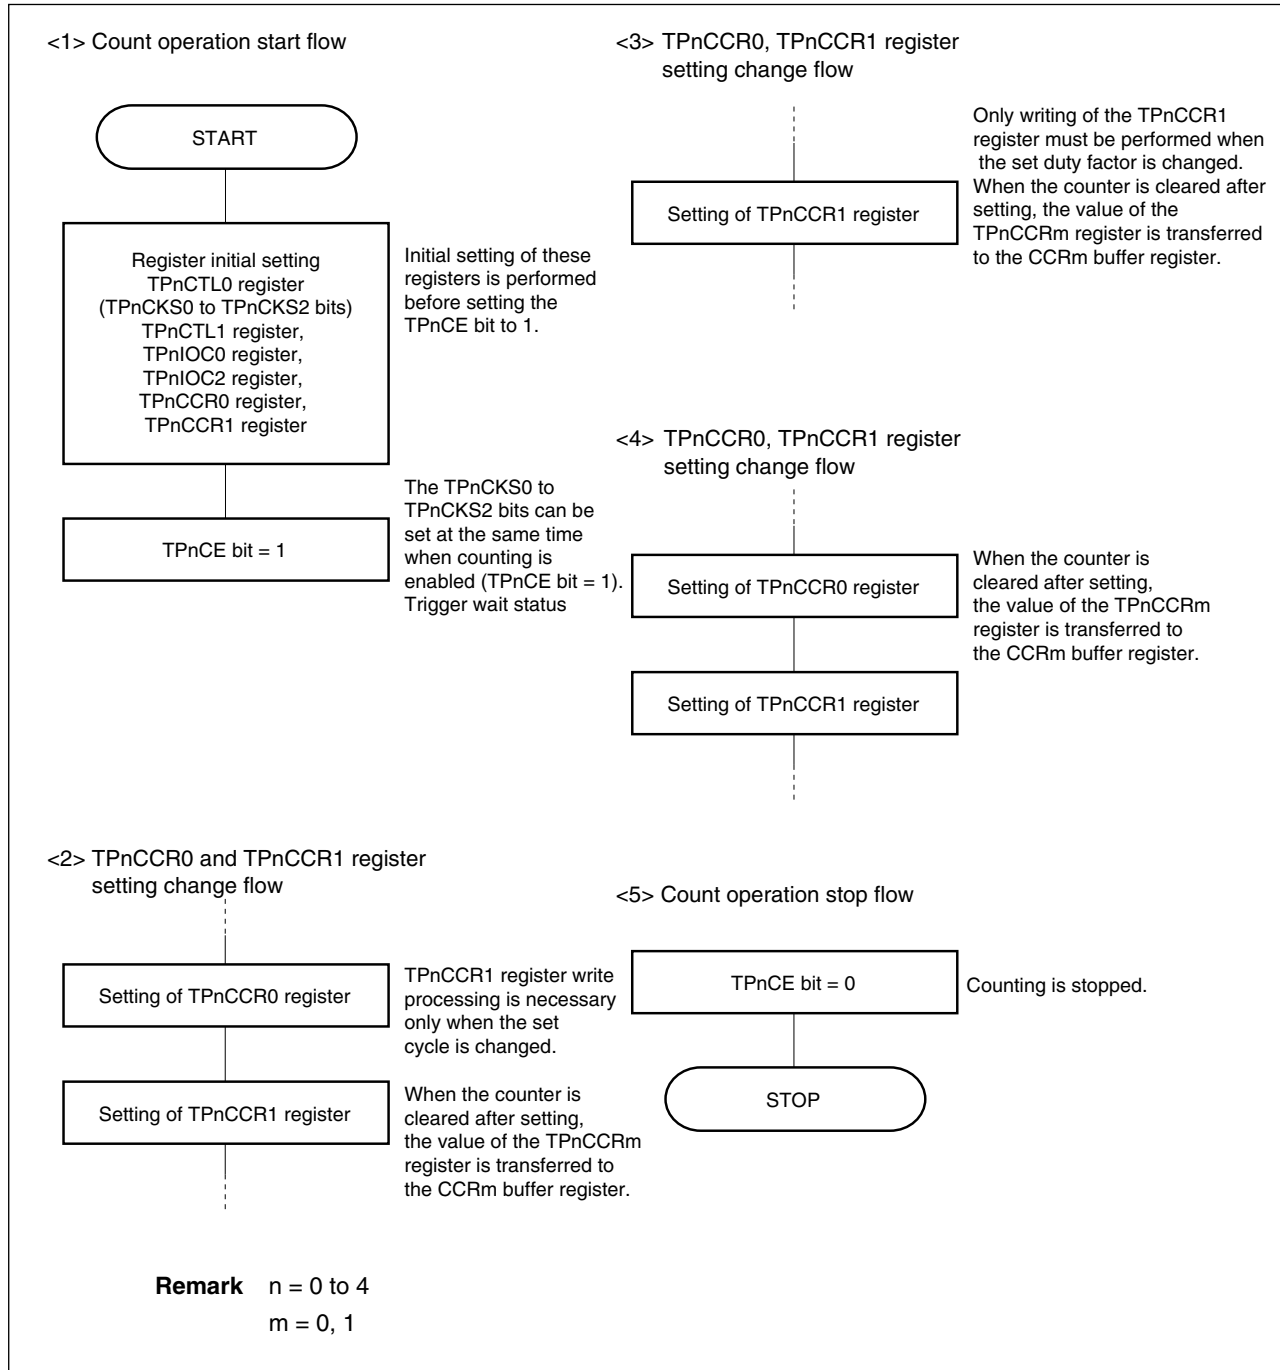 <1> Count operation start flow
START
Register initial setting
TPnCTL0 register
(TPnCKS0 to TPnCKS2 bits)
TPnCTL1 register,
TPnIOC0 register,
TPnIOC2 register,
TPnCCR0 register,
TPnCCR1 register
Initial setting of these
registers is performed
before setting the
TPnCE bit to 1.
TPnCE bit = 1
The TPnCKS0 to
TPnCKS2 bits can be
set at the same time
when counting is
enabled (TPnCE bit = 1).
Trigger wait status
<2> TPnCCR0 and TPnCCR1 register
setting change flow
Setting of TPnCCR0 register
TPnCCR1 register write
processing is necessary
only when the set
cycle is changed.
Setting of TPnCCR1 register
When the counter is
cleared after setting,
the value of the TPnCCRm
register is transferred to
the CCRm buffer register.
<3> TPnCCR0, TPnCCR1 register
setting change flow
Setting of TPnCCR1 register
Only writing of the TPnCCR1
register must be performed when
the set duty factor is changed.
When the counter is cleared after
setting, the value of the
TPnCCRm register is transferred
to the CCRm buffer register.
<4> TPnCCR0, TPnCCR1 register
setting change flow
Setting of TPnCCR0 register
When the counter is
cleared after setting,
the value of the TPnCCRm
register is transferred to
the CCRm buffer register.
Setting of TPnCCR1 register
<5> Count operation stop flow
TPnCE bit = 0
Counting is stopped.
STOP
Remark n = 0 to 4
m = 0, 1